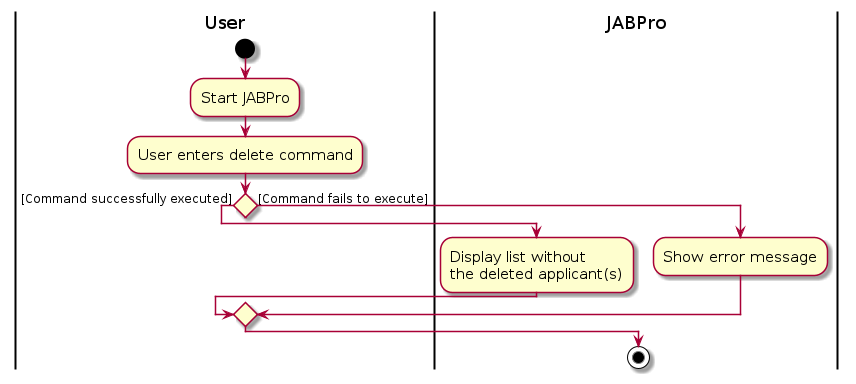 User
JABPro
Start JABPro
User enters delete command
[Command successfully executed]
[Command fails to execute]
Display list without
the deleted applicant(s)
Show error message